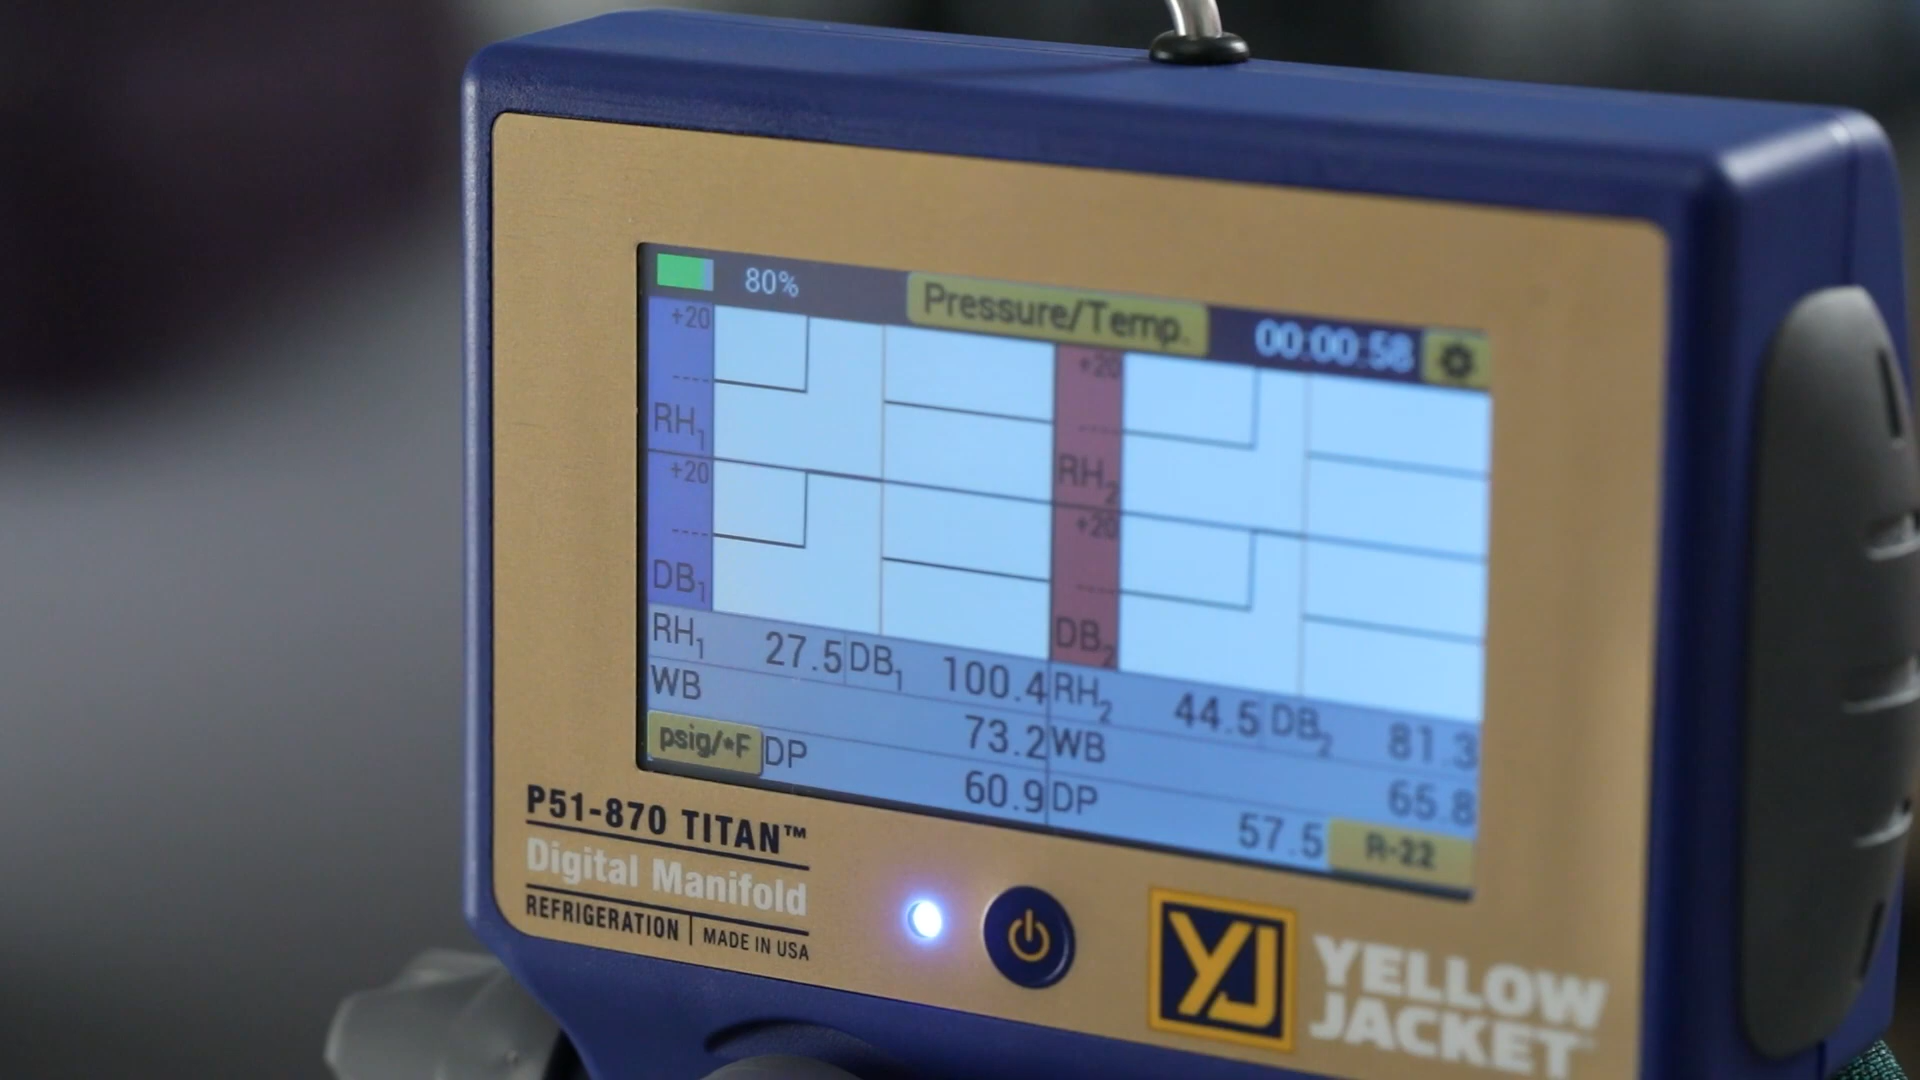 80% Pressure/Temp. 00:00:58
+20 +20
---- ----
RH1 RH2
+20 +20
---- ----
DB1 DB2
RH1 27.5 DB1 100.4 RH2 44.5 DB2 81.3
WB 73.2 WB 65.8
psig/°F DP 60.9 DP 57.5 R-22
P51-870 TITAN™
Digital Manifold
REFRIGERATION | MADE IN USA
YJ YELLOW
JACKET